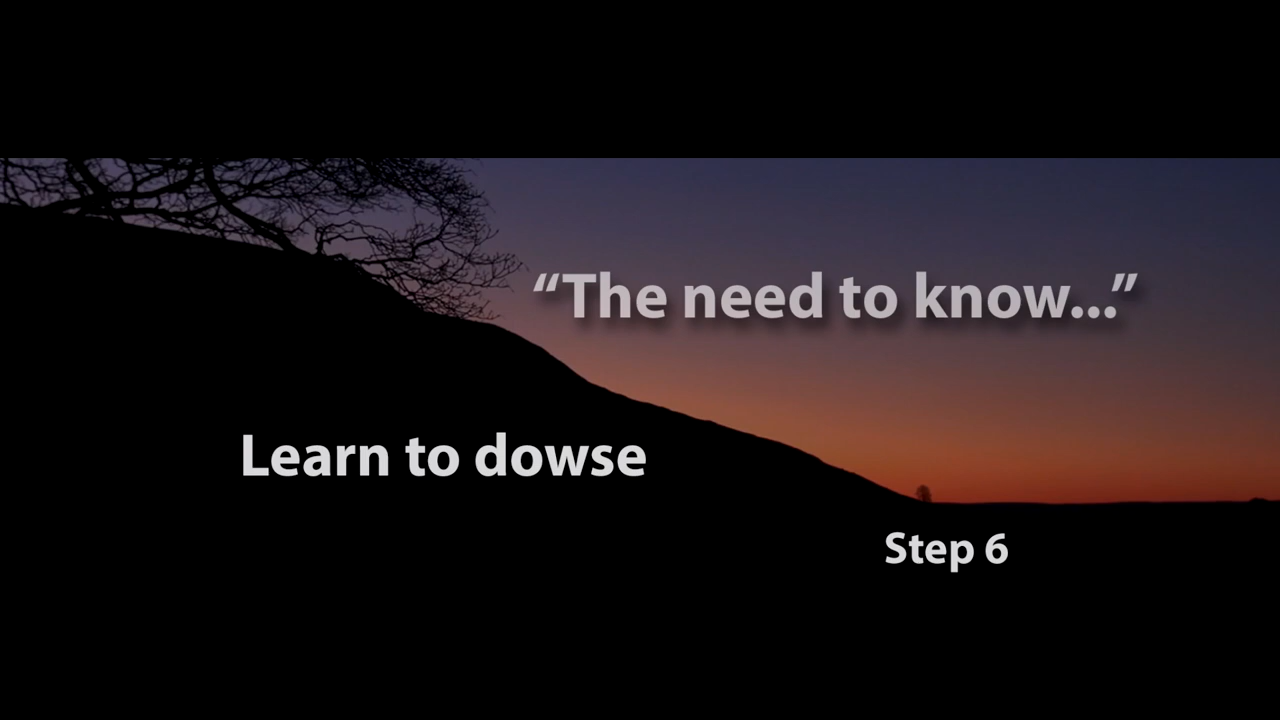 “The need to know...”
Learn to dowse
Step 6